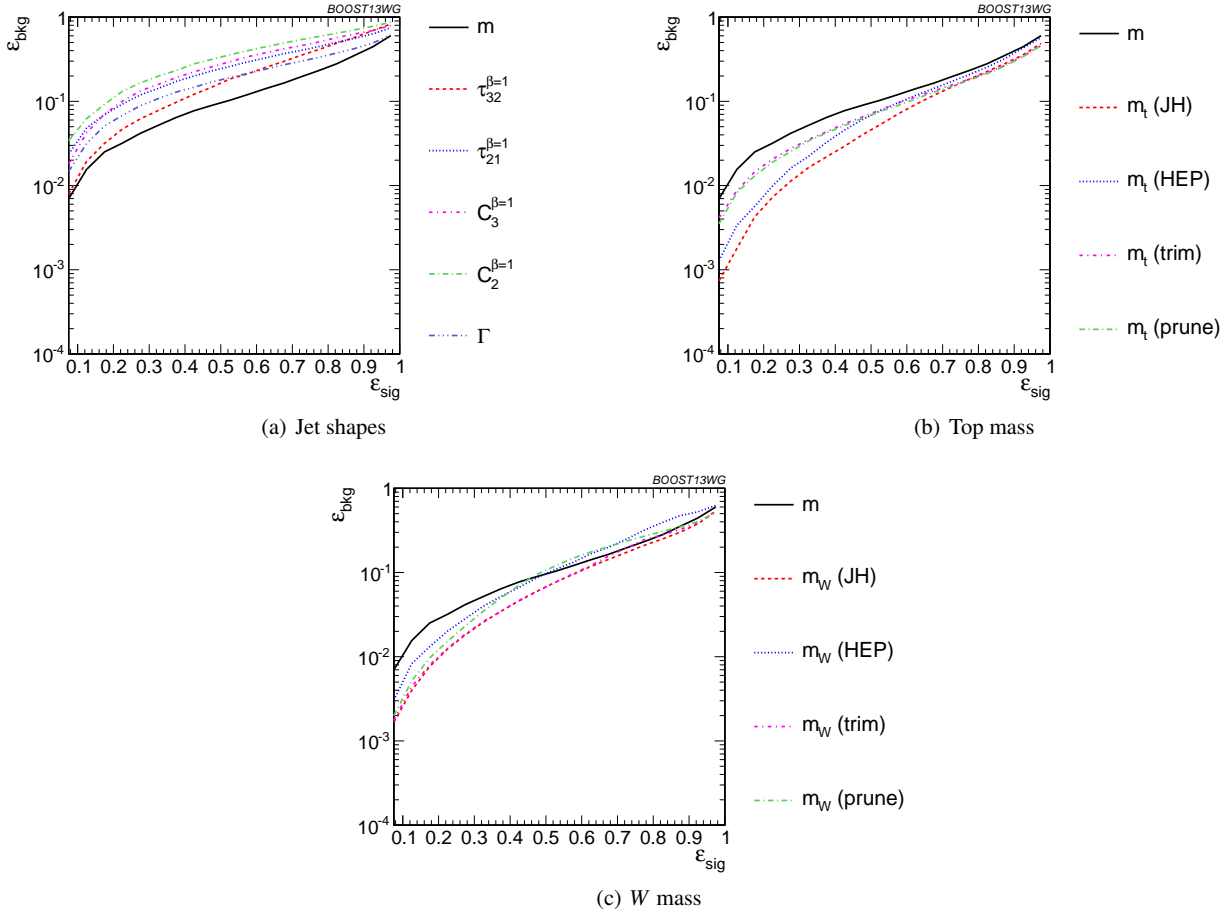 BOOST13WG
ε_bkg
1
10^-1
10^-2
10^-3
10^-4
0.1 0.2 0.3 0.4 0.5 0.6 0.7 0.8 0.9 1
ε_sig
m
τ_32^β=1
τ_21^β=1
C_3^β=1
C_2^β=1
Γ
(a) Jet shapes
BOOST13WG
ε_bkg
1
10^-1
10^-2
10^-3
10^-4
0.1 0.2 0.3 0.4 0.5 0.6 0.7 0.8 0.9 1
ε_sig
m
m_t (JH)
m_t (HEP)
m_t (trim)
m_t (prune)
(b) Top mass
BOOST13WG
ε_bkg
1
10^-1
10^-2
10^-3
10^-4
0.1 0.2 0.3 0.4 0.5 0.6 0.7 0.8 0.9 1
ε_sig
m
m_W (JH)
m_W (HEP)
m_W (trim)
m_W (prune)
(c) W mass